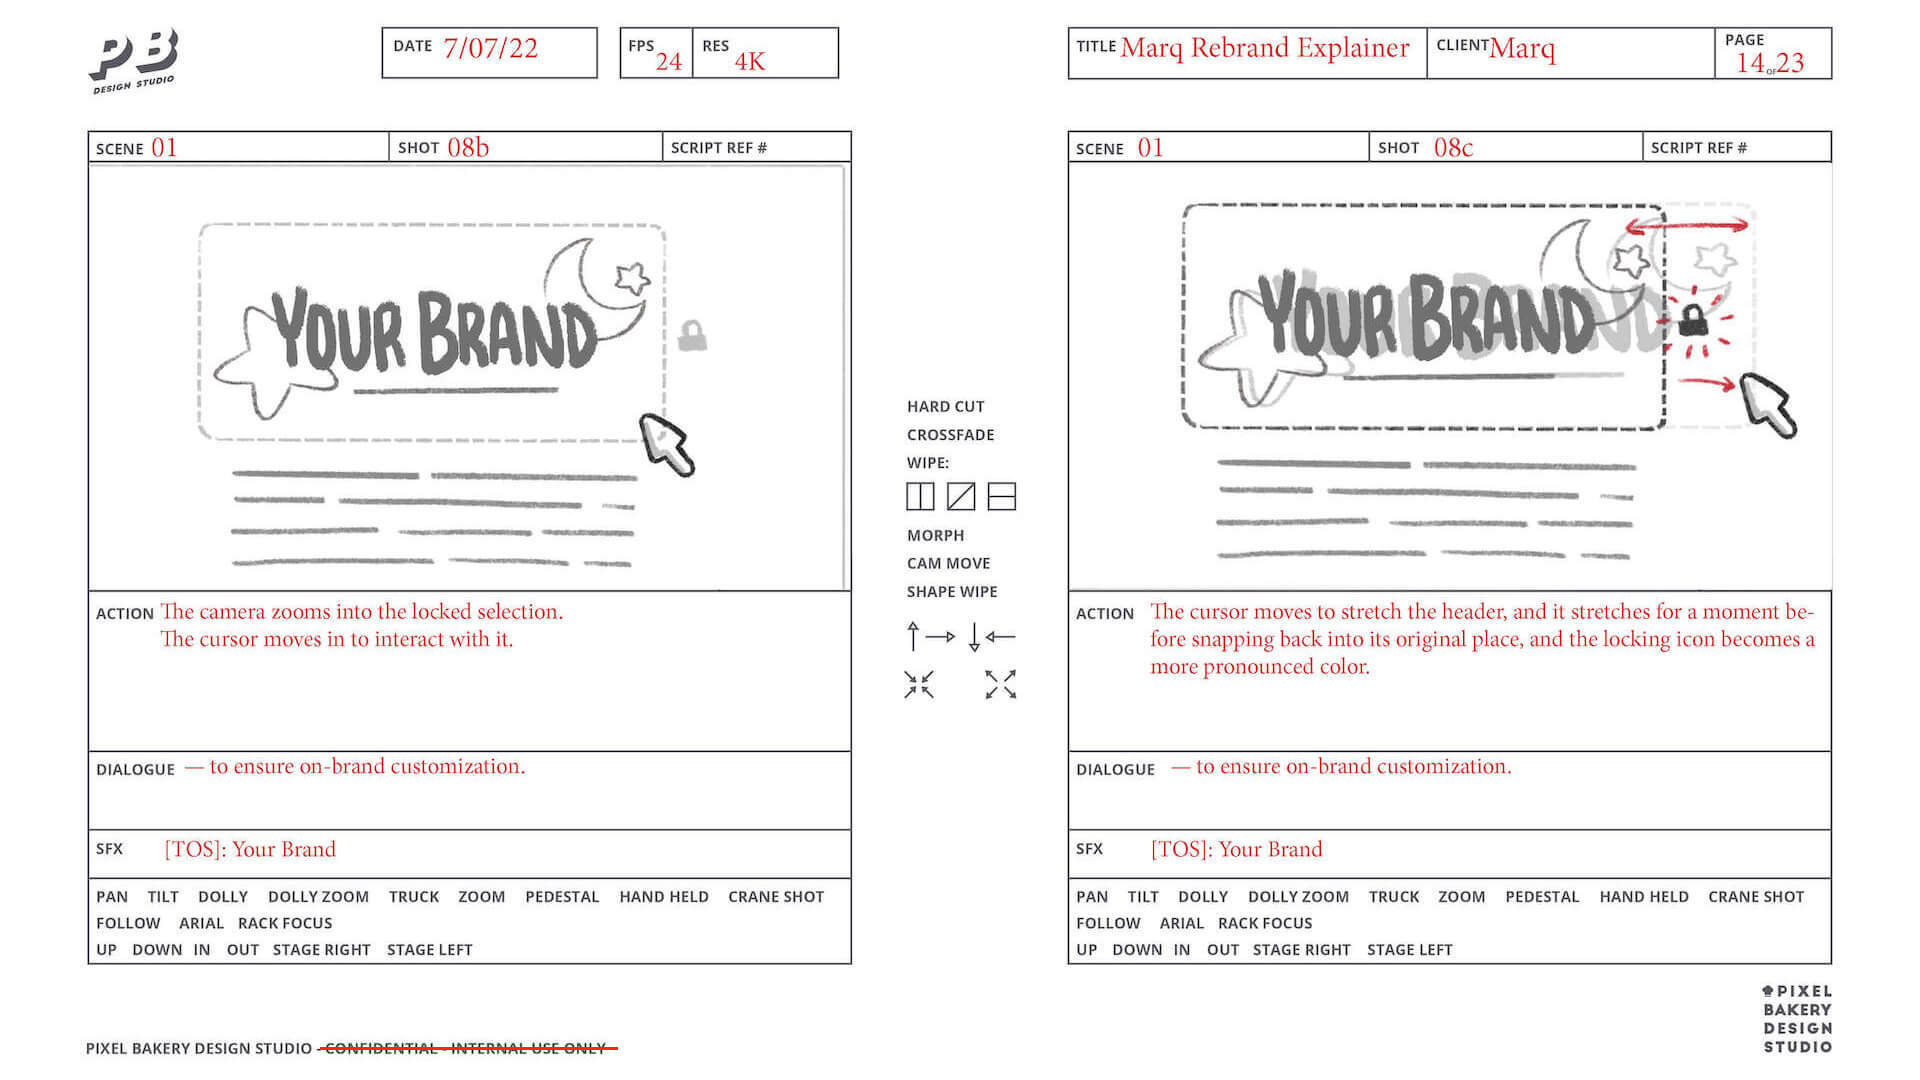 PB
DESIGN STUDIO
DATE 7/07/22
FPS 24
RES 4K
TITLE Marq Rebrand Explainer
CLIENT Marq
PAGE 14 OF 23
SCENE 01 SHOT 08b SCRIPT REF #
YOUR BRAND
ACTION The camera zooms into the locked selection.
The cursor moves in to interact with it.
DIALOGUE — to ensure on-brand customization.
SFX [TOS]: Your Brand
PAN TILT DOLLY DOLLY ZOOM TRUCK ZOOM PEDESTAL HAND HELD CRANE SHOT
FOLLOW ARIAL RACK FOCUS
UP DOWN IN OUT STAGE RIGHT STAGE LEFT
HARD CUT
CROSSFADE
WIPE:
MORPH
CAM MOVE
SHAPE WIPE
SCENE 01 SHOT 08c SCRIPT REF #
YOUR BRAND
ACTION The cursor moves to stretch the header, and it stretches for a moment be-
fore snapping back into its original place, and the locking icon becomes a
more pronounced color.
DIALOGUE — to ensure on-brand customization.
SFX [TOS]: Your Brand
PAN TILT DOLLY DOLLY ZOOM TRUCK ZOOM PEDESTAL HAND HELD CRANE SHOT
FOLLOW ARIAL RACK FOCUS
UP DOWN IN OUT STAGE RIGHT STAGE LEFT
PIXEL BAKERY DESIGN STUDIO - CONFIDENTIAL - INTERNAL USE ONLY
PIXEL
BAKERY
DESIGN
STUDIO